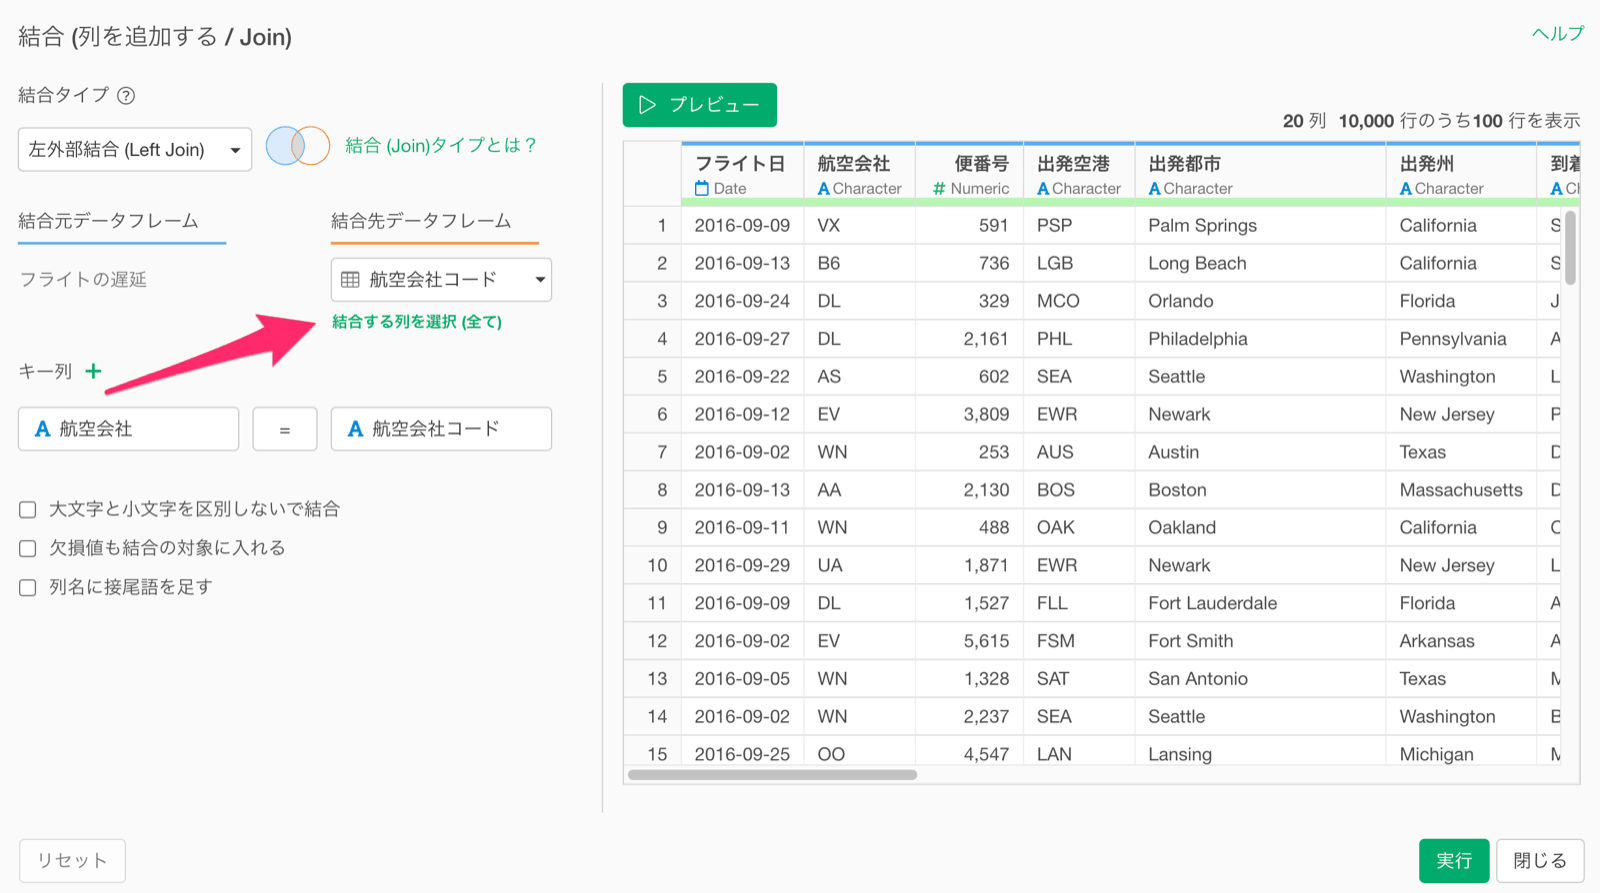 結合 (列を追加する / Join)
ヘルプ
結合タイプ ?
左外部結合 (Left Join)
結合 (Join)タイプとは？
結合元データフレーム
結合先データフレーム
フライトの遅延
航空会社コード
結合する列を選択 (全て)
キー列 +
A 航空会社
=
A 航空会社コード
大文字と小文字を区別しないで結合
欠損値も結合の対象に入れる
列名に接尾語を足す
プレビュー
20 列 10,000 行のうち100 行を表示
フライト日 航空会社 便番号 出発空港 出発都市 出発州 到着
Date A Character # Numeric A Character A Character A Character A
1 2016-09-09 VX 591 PSP Palm Springs California S
2 2016-09-13 B6 736 LGB Long Beach California S
3 2016-09-24 DL 329 MCO Orlando Florida J
4 2016-09-27 DL 2,161 PHL Philadelphia Pennsylvania A
5 2016-09-22 AS 602 SEA Seattle Washington L
6 2016-09-12 EV 3,809 EWR Newark New Jersey P
7 2016-09-02 WN 253 AUS Austin Texas D
8 2016-09-13 AA 2,130 BOS Boston Massachusetts D
9 2016-09-11 WN 488 OAK Oakland California
10 2016-09-29 UA 1,871 EWR Newark New Jersey L
11 2016-09-09 DL 1,527 FLL Fort Lauderdale Florida A
12 2016-09-02 EV 5,615 FSM Fort Smith Arkansas A
13 2016-09-05 WN 1,328 SAT San Antonio Texas M
14 2016-09-02 WN 2,237 SEA Seattle Washington B
15 2016-09-25 OO 4,547 LAN Lansing Michigan M
リセット
実行
閉じる